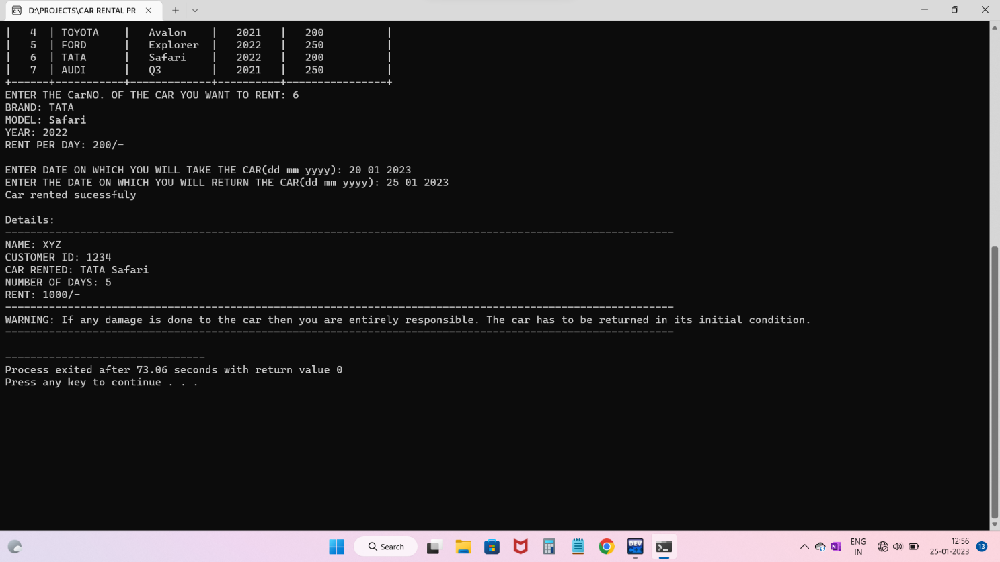 D:\PROJECTS\CAR RENTAL PR
|   4  | TOYOTA    |   Avalon    |   2021   |   200          |
|   5  | FORD      |   Explorer  |   2022   |   250          |
|   6  | TATA      |   Safari    |   2022   |   200          |
|   7  | AUDI      |   Q3        |   2021   |   250          |
+------+-----------+-------------+----------+----------------+
ENTER THE CarNO. OF THE CAR YOU WANT TO RENT: 6
BRAND: TATA
MODEL: Safari
YEAR: 2022
RENT PER DAY: 200/-
ENTER DATE ON WHICH YOU WILL TAKE THE CAR(dd mm yyyy): 20 01 2023
ENTER THE DATE ON WHICH YOU WILL RETURN THE CAR(dd mm yyyy): 25 01 2023
Car rented sucessfuly
Details:
-----------------------------------------------------------------------------------------------------------
NAME: XYZ
CUSTOMER ID: 1234
CAR RENTED: TATA Safari
NUMBER OF DAYS: 5
RENT: 1000/-
-----------------------------------------------------------------------------------------------------------
WARNING: If any damage is done to the car then you are entirely responsible. The car has to be returned in its initial condition.
-----------------------------------------------------------------------------------------------------------
--------------------------------
Process exited after 73.06 seconds with return value 0
Press any key to continue . . .
Search
DEV
ENG
IN
12:56
25-01-2023
13